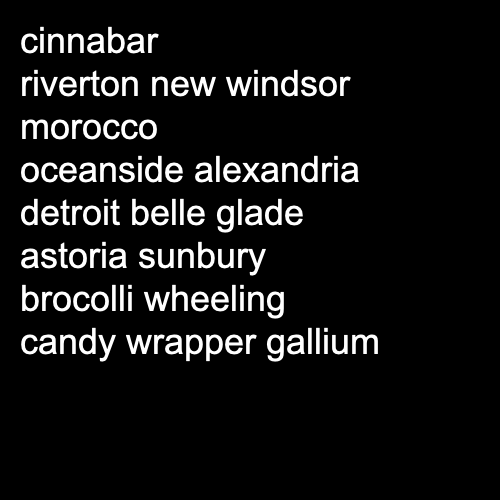 cinnabar
riverton new windsor
morocco
oceanside alexandria
detroit belle glade
astoria sunbury
brocolli wheeling
candy wrapper gallium